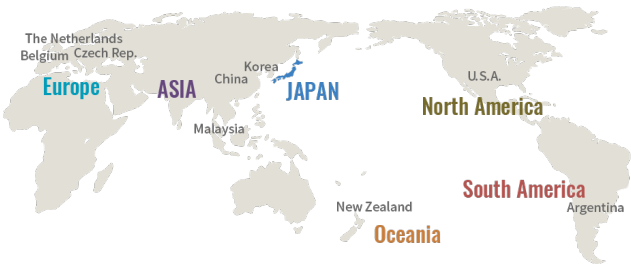 The Netherlands
Belgium
Czech Rep.
Europe
ASIA
Korea
China
JAPAN
Malaysia
U.S.A.
North America
South America
Argentina
New Zealand
Oceania